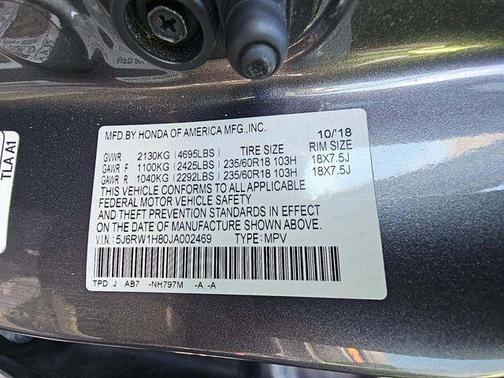 MFD.BY HONDA OF AMERICA MFG.,INC. 10/18
GVWR 2130KG (4695LBS) TIRE SIZE RIM SIZE
GAWR F 1100KG (2425LBS) 235/60R18 103H 18X7.5J
GAWR R 1040KG (2292LBS) 235/60R18 103H 18X7.5J
THIS VEHICLE CONFORMS TO ALL APPLICABLE
FEDERAL MOTOR VEHICLE SAFETY BUMPER,
AND THEFT PREVENTION STANDARDS IN EFFECT
ON THE DATE OF MANUFACTURE SHOWN ABOVE.
V.I.N.: 5J6RW1H80JA002469 TYPE: MPV
TPD J AB7 -NH797M -A -A
TLA A1